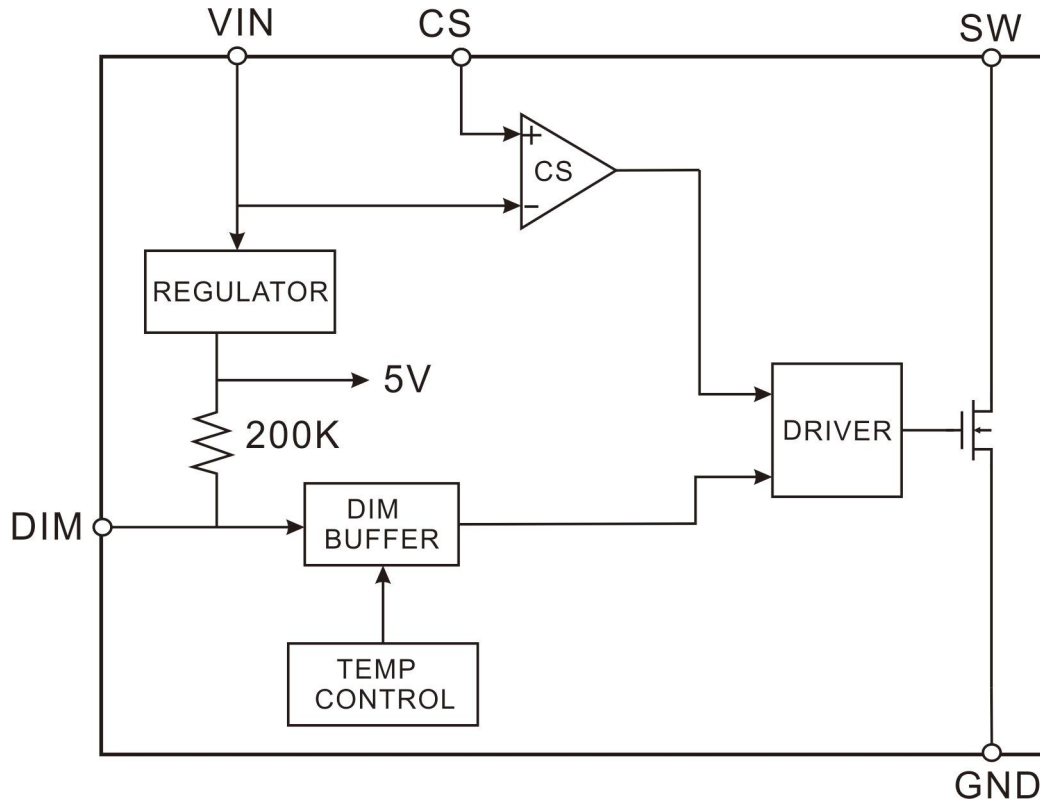 VIN
CS
SW
+
CS
−
REGULATOR
5V
200K
DRIVER
DIM
DIM
BUFFER
TEMP
CONTROL
GND